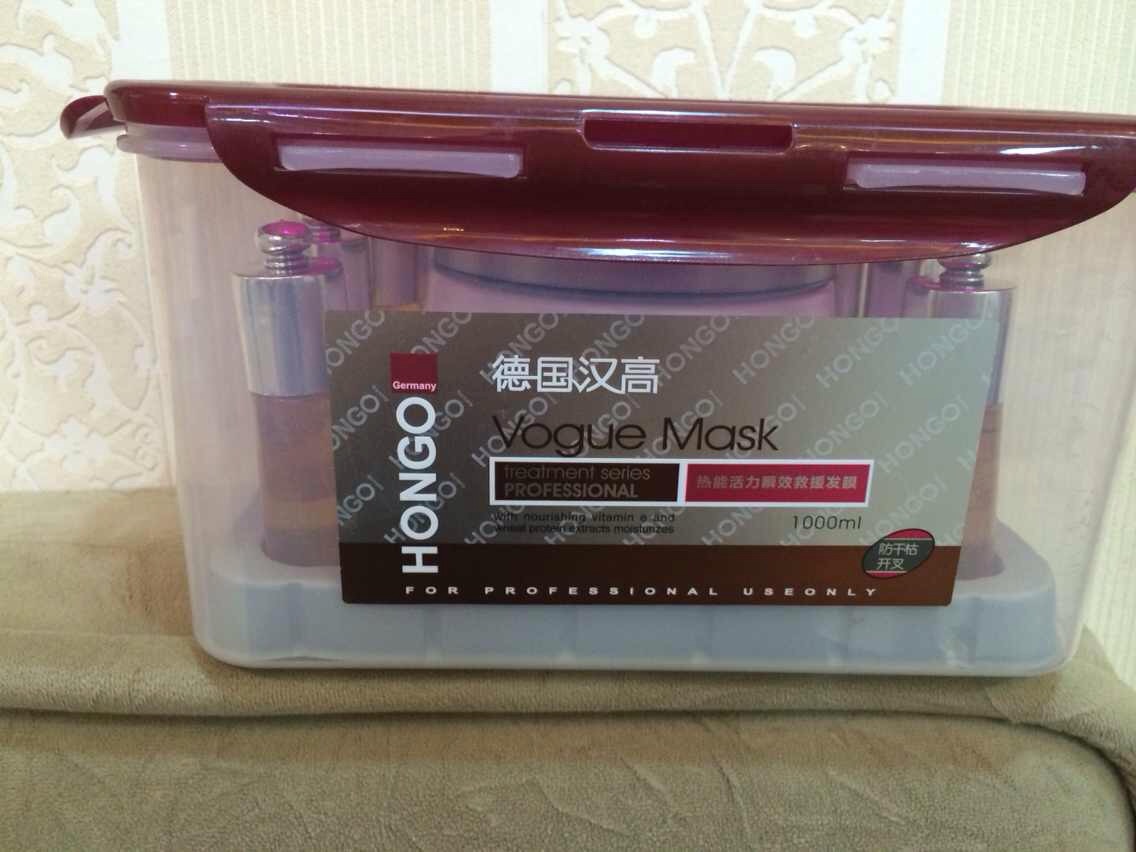 Germany
HONGO
德国汉高
Vogue Mask
treatment series
PROFESSIONAL
热能活力瞬效救援发膜
with nourishing vitamin e and
wheat protein extracts moisturizes
1000ml
防干枯
开叉
FOR PROFESSIONAL USEONLY